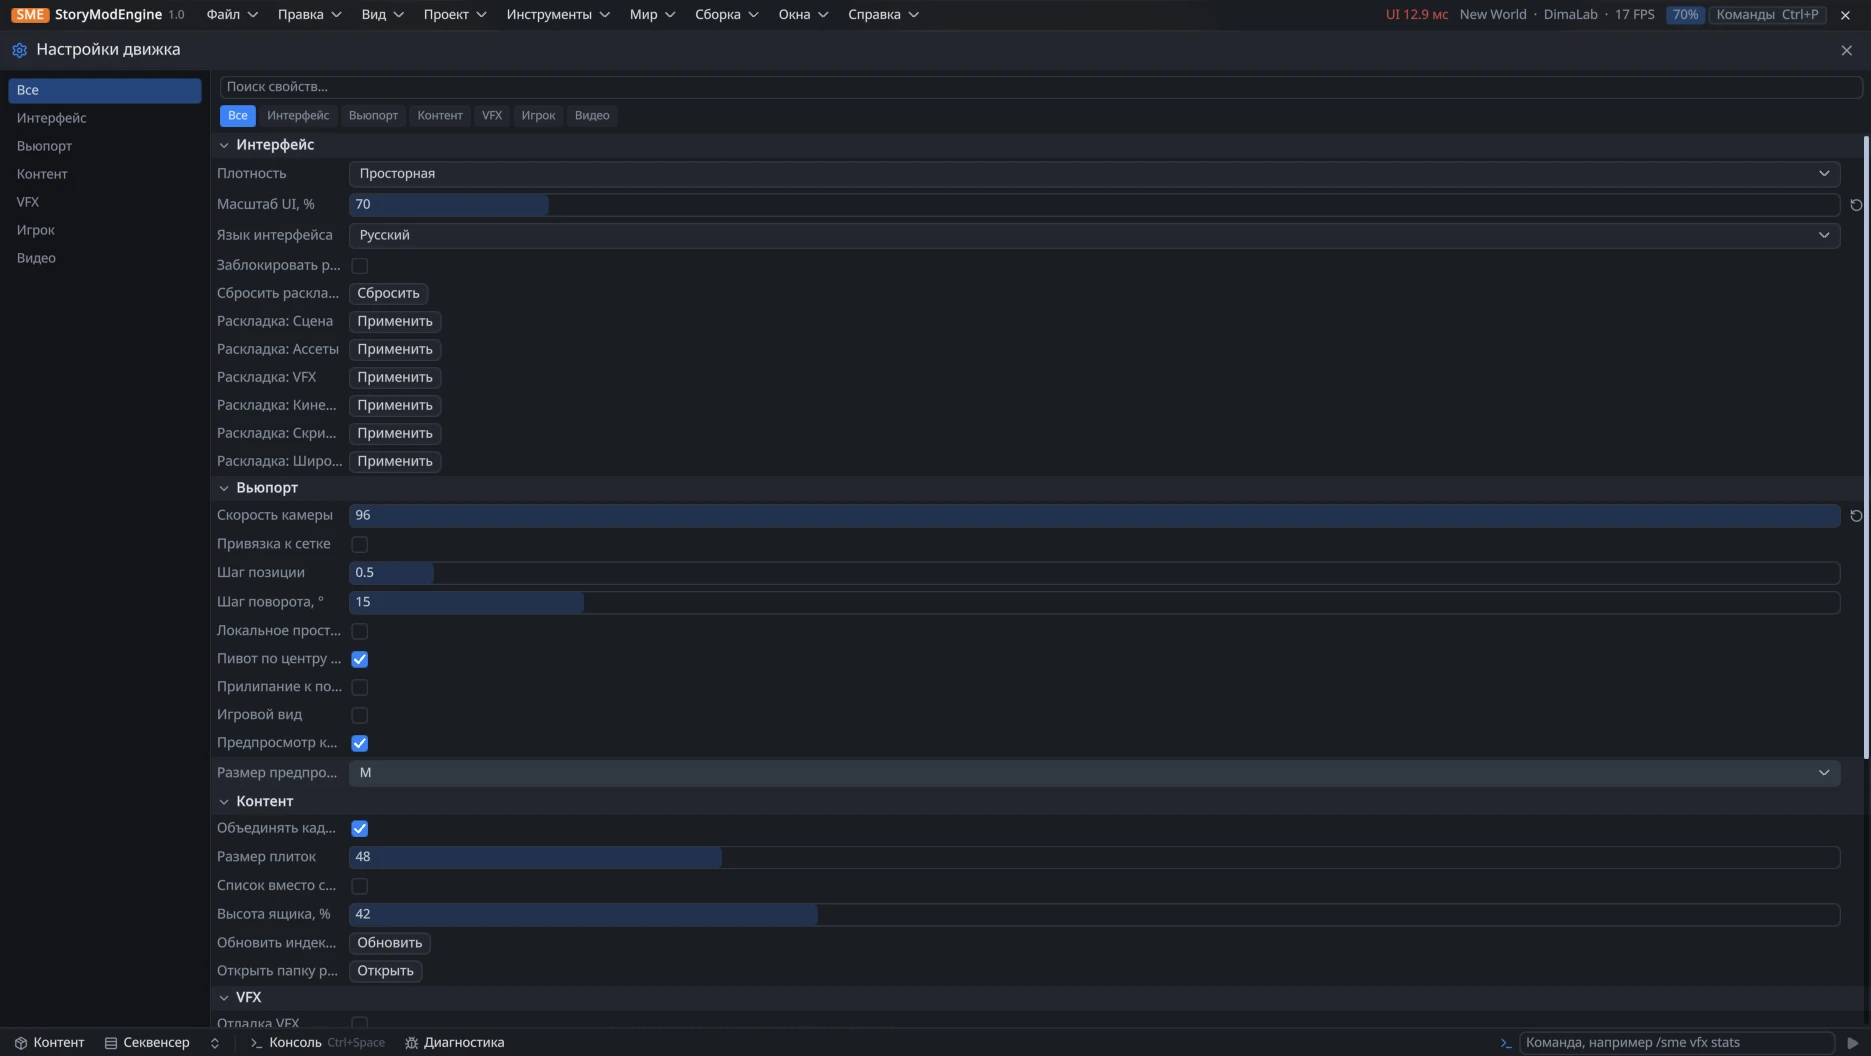 SME StoryModEngine 1.0 Файл Правка Вид Проект Инструменты Мир Сборка Окна Справка UI 12.9 мс New World · DimaLab · 17 FPS 70% Команды Ctrl+P
Настройки движка
Все
Интерфейс
Вьюпорт
Контент
VFX
Игрок
Видео
Поиск свойств...
Все Интерфейс Вьюпорт Контент VFX Игрок Видео
Интерфейс
Плотность Просторная
Масштаб UI, % 70
Язык интерфейса Русский
Заблокировать р...
Сбросить раскла... Сбросить
Раскладка: Сцена Применить
Раскладка: Ассеты Применить
Раскладка: VFX Применить
Раскладка: Кине... Применить
Раскладка: Скри... Применить
Раскладка: Широ... Применить
Вьюпорт
Скорость камеры 96
Привязка к сетке
Шаг позиции 0.5
Шаг поворота, ° 15
Локальное прост...
Пивот по центру ...
Прилипание к по...
Игровой вид
Предпросмотр к...
Размер предпро... M
Контент
Объединять кад...
Размер плиток 48
Список вместо с...
Высота ящика, % 42
Обновить индек... Обновить
Открыть папку р... Открыть
VFX
Отладка VFX
Контент Секвенсер Консоль Ctrl+Space Диагностика Команда, например /sme vfx stats